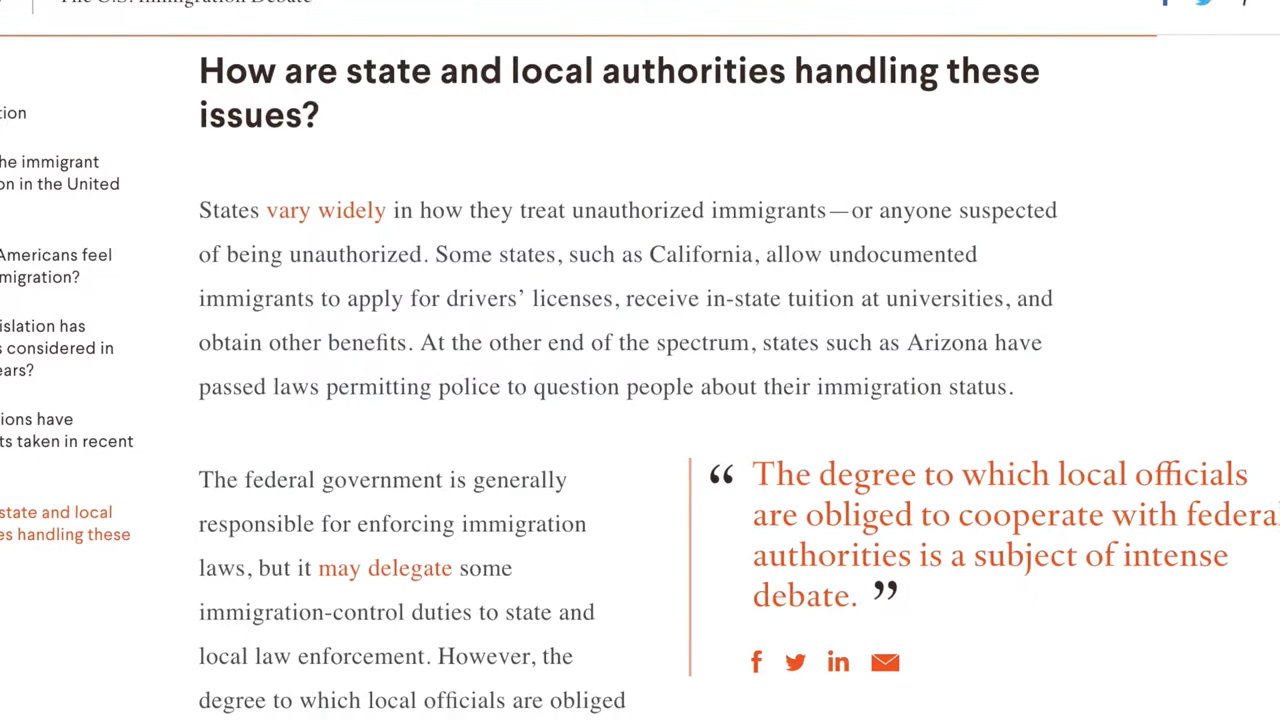 The U.S. Immigration Debate
How are state and local authorities handling these
issues?
tion
he immigrant
on in the United
Americans feel
migration?
islation has
s considered in
ears?
ions have
ts taken in recent
state and local
es handling these
States vary widely in how they treat unauthorized immigrants—or anyone suspected
of being unauthorized. Some states, such as California, allow undocumented
immigrants to apply for drivers’ licenses, receive in-state tuition at universities, and
obtain other benefits. At the other end of the spectrum, states such as Arizona have
passed laws permitting police to question people about their immigration status.
The federal government is generally
responsible for enforcing immigration
laws, but it may delegate some
immigration-control duties to state and
local law enforcement. However, the
degree to which local officials are obliged
“ The degree to which local officials
are obliged to cooperate with federal
authorities is a subject of intense
debate. ”